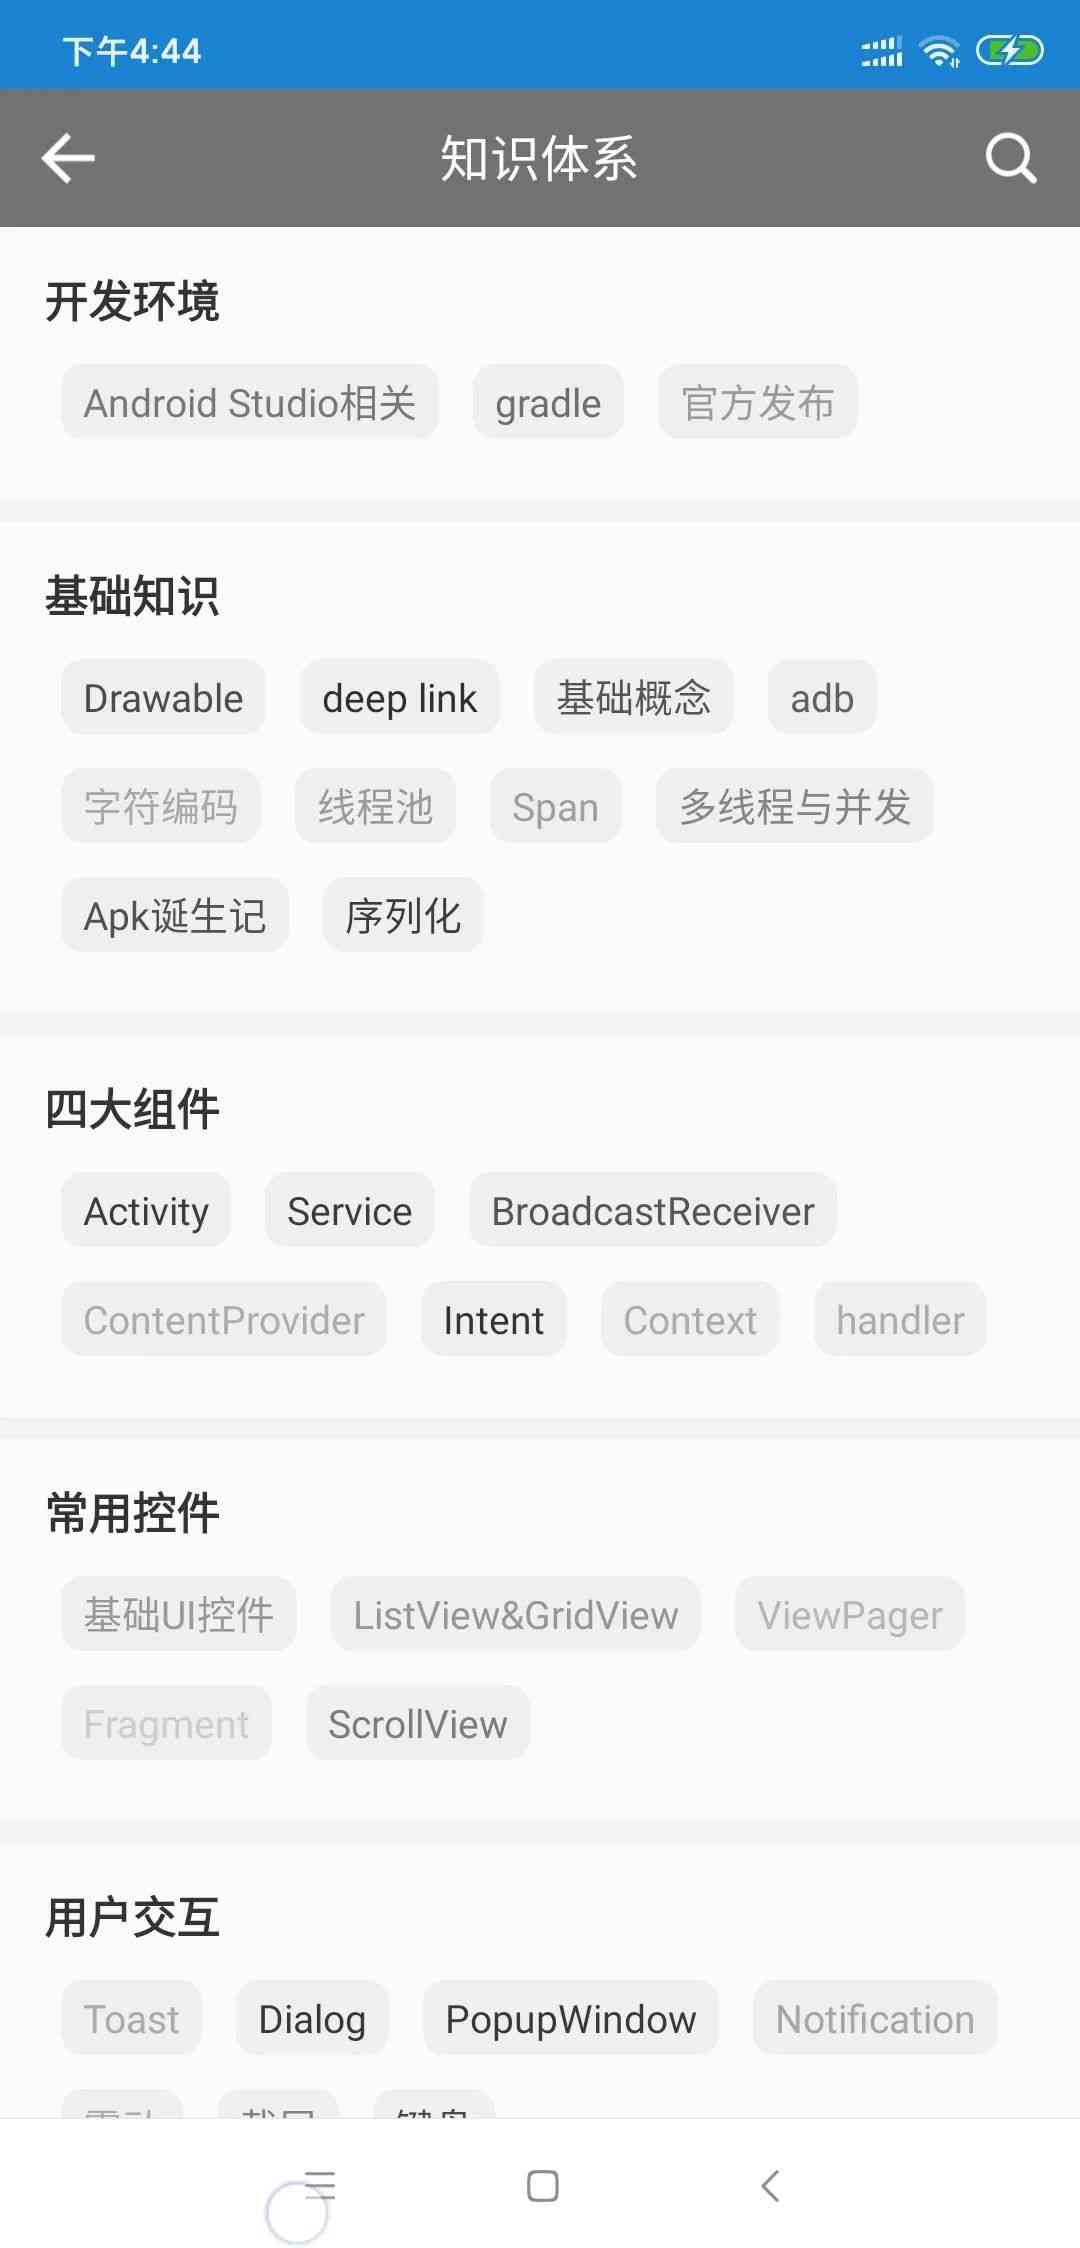 下午4:44
知识体系
开发环境
Android Studio相关 gradle 官方发布
基础知识
Drawable deep link 基础概念 adb
字符编码 线程池 Span 多线程与并发
Apk诞生记 序列化
四大组件
Activity Service BroadcastReceiver
ContentProvider Intent Context handler
常用控件
基础UI控件 ListView&GridView ViewPager
Fragment ScrollView
用户交互
Toast Dialog PopupWindow Notification